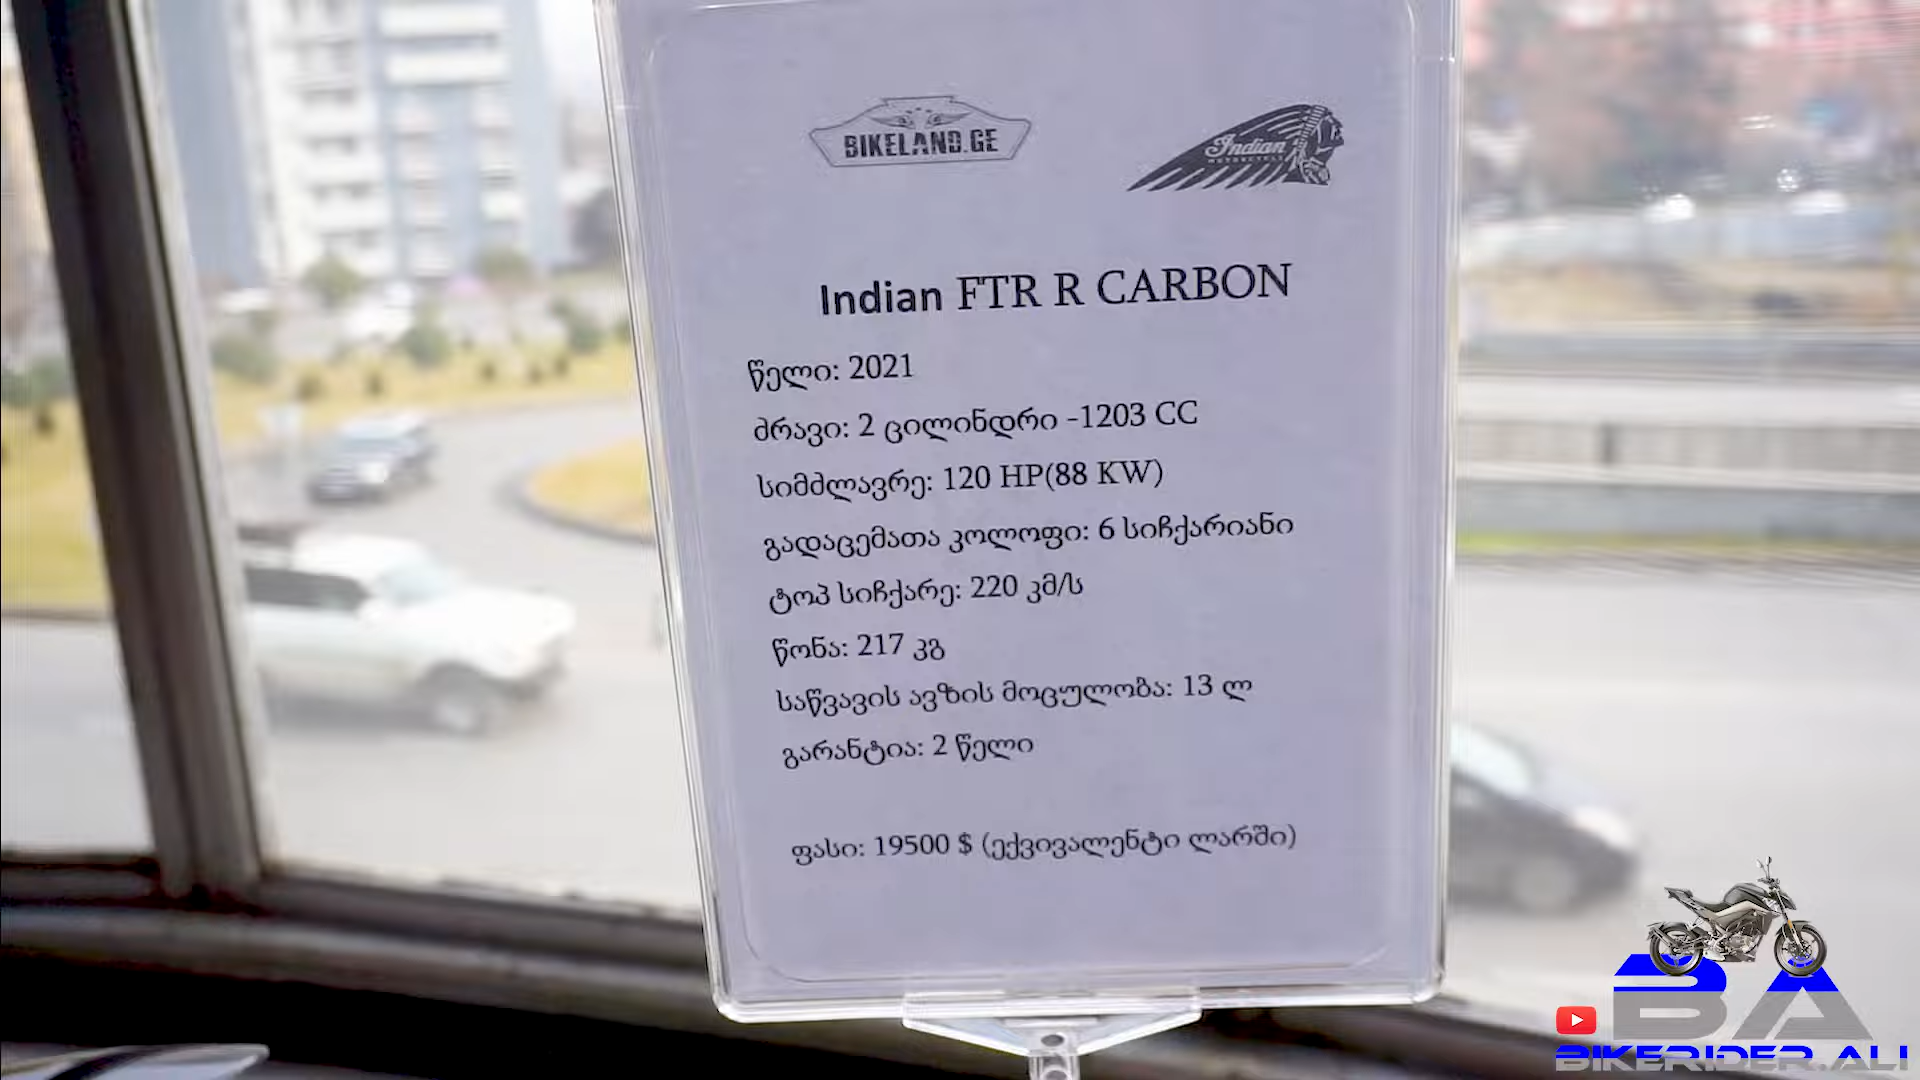 BIKELAND.GE
Indian
MOTORCYCLE
Indian FTR R CARBON
წელი: 2021
ძრავი: 2 ცილინდრი -1203 CC
სიმძლავრე: 120 HP(88 KW)
გადაცემათა კოლოფი: 6 სიჩქარიანი
ტოპ სიჩქარე: 220 კმ/ს
წონა: 217 კგ
საწვავის ავზის მოცულობა: 13 ლ
გარანტია: 2 წელი
ფასი: 19500 $ (ექვივალენტი ლარში)
BA
BIKERIDER.ALI